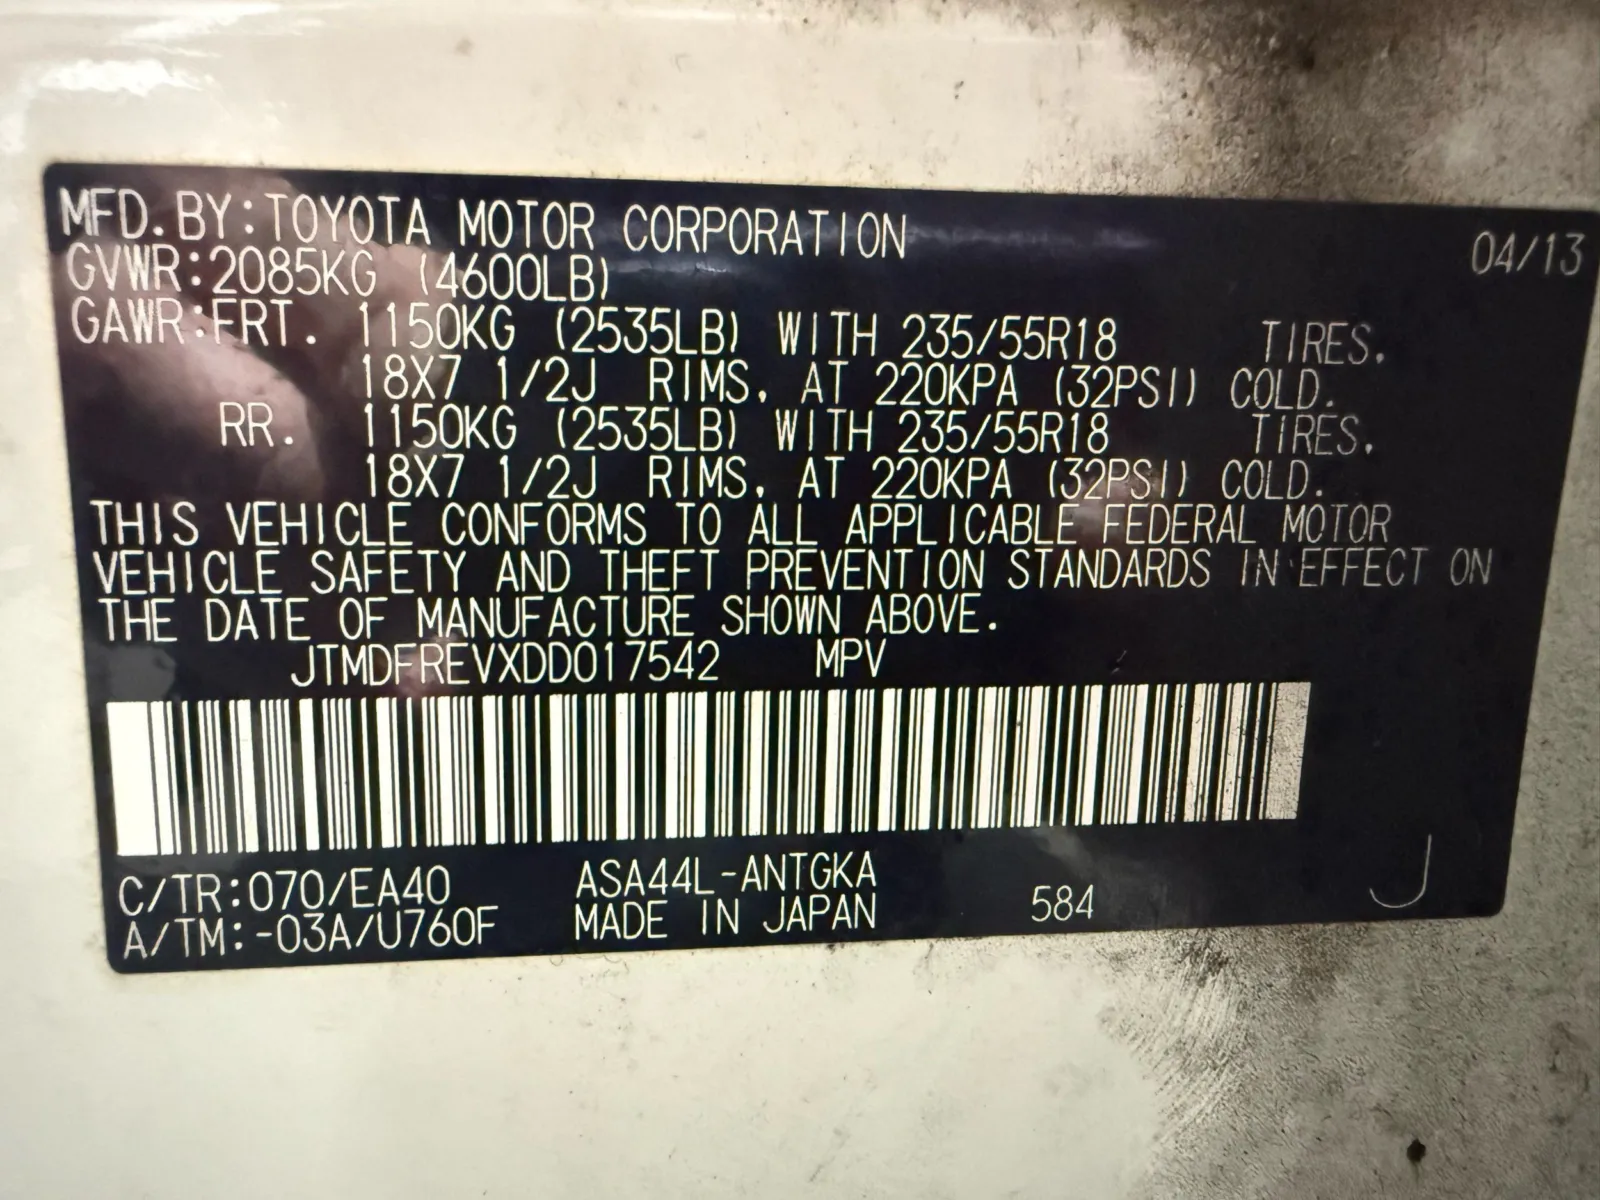 MFD. BY: TOYOTA MOTOR CORPORATION 04/13
GVWR: 2085KG (4600LB)
GAWR: FRT. 1150KG (2535LB) WITH 235/55R18 TIRES.
18X7 1/2J RIMS. AT 220KPA (32PSI) COLD.
RR. 1150KG (2535LB) WITH 235/55R18 TIRES.
18X7 1/2J RIMS. AT 220KPA (32PSI) COLD.
THIS VEHICLE CONFORMS TO ALL APPLICABLE FEDERAL MOTOR
VEHICLE SAFETY AND THEFT PREVENTION STANDARDS IN EFFECT ON
THE DATE OF MANUFACTURE SHOWN ABOVE.
JTMDFREVXDD017542 MPV
C/TR: 070/EA40 ASA44L-ANTGKA 584 J
A/TM: -03A/U760F MADE IN JAPAN